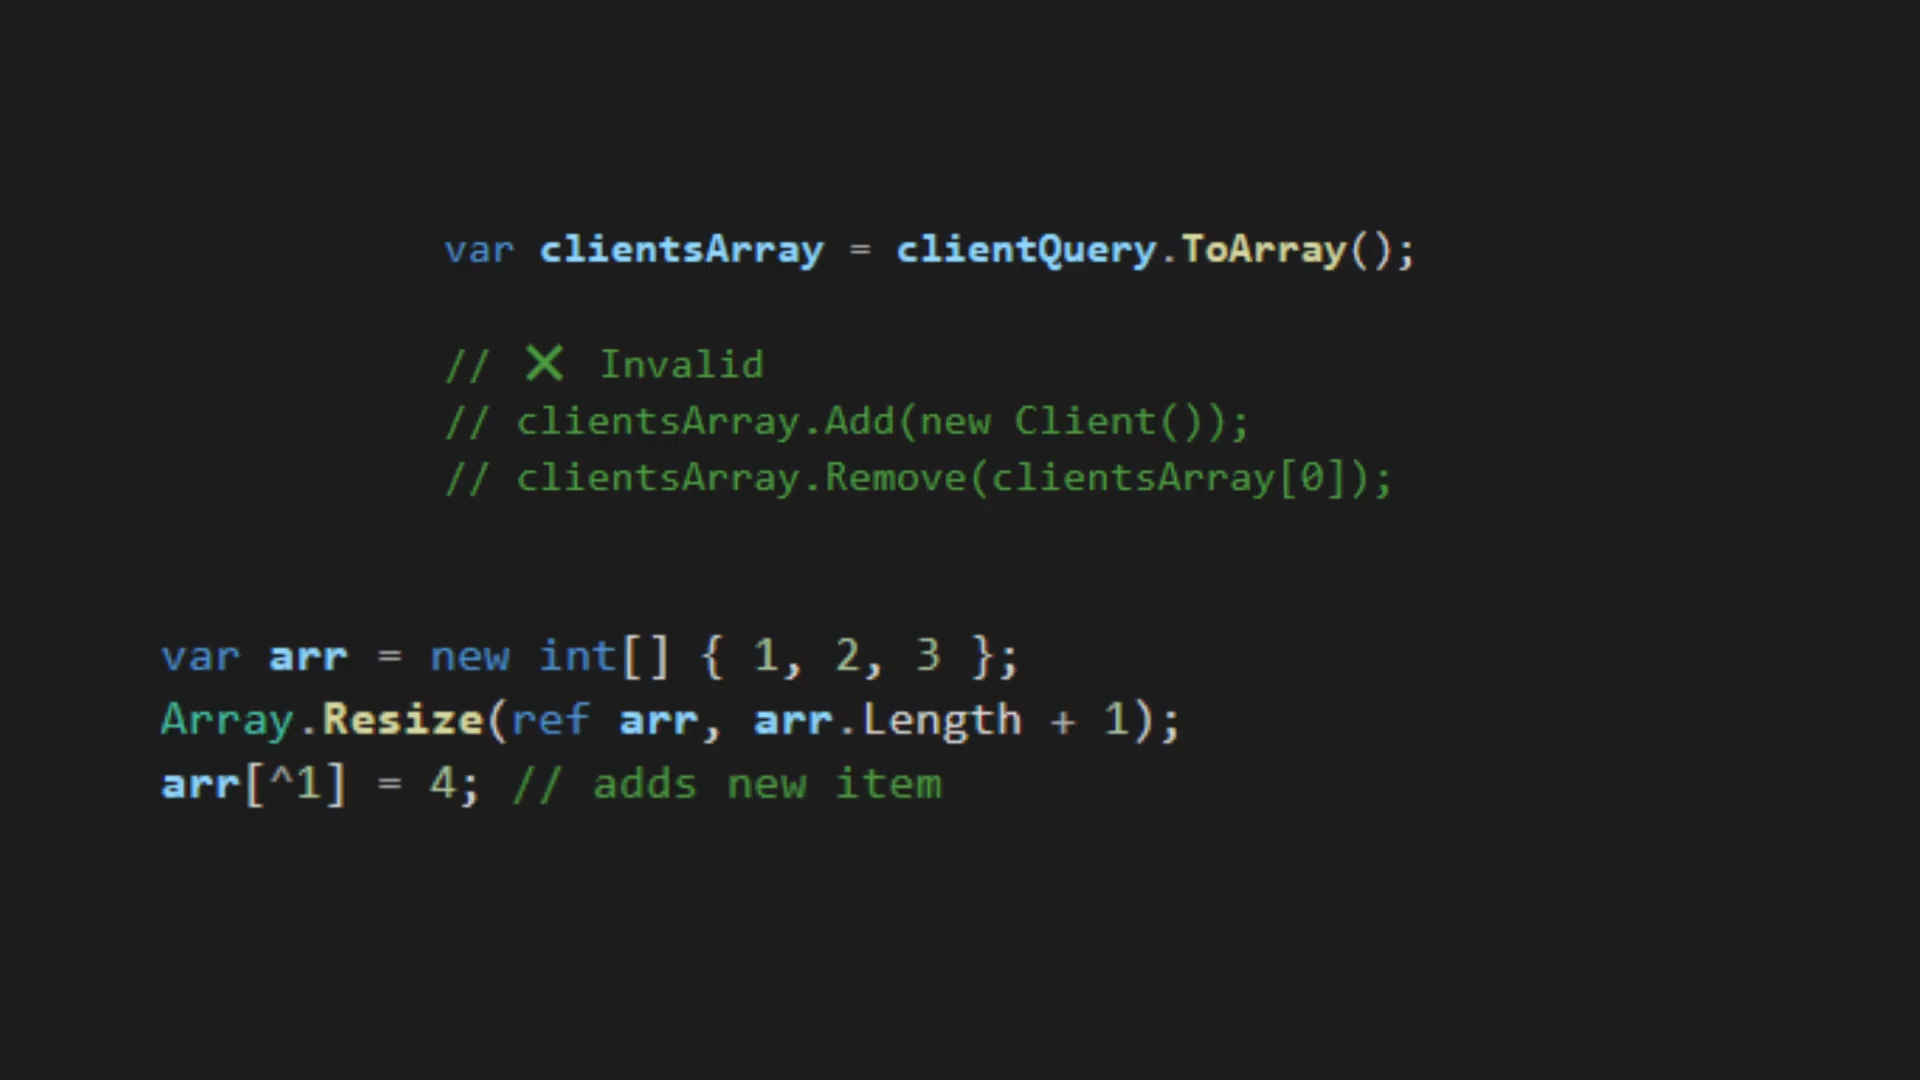 var clientsArray = clientQuery.ToArray();
// ❌ Invalid
// clientsArray.Add(new Client());
// clientsArray.Remove(clientsArray[0]);
var arr = new int[] { 1, 2, 3 };
Array.Resize(ref arr, arr.Length + 1);
arr[^1] = 4; // adds new item